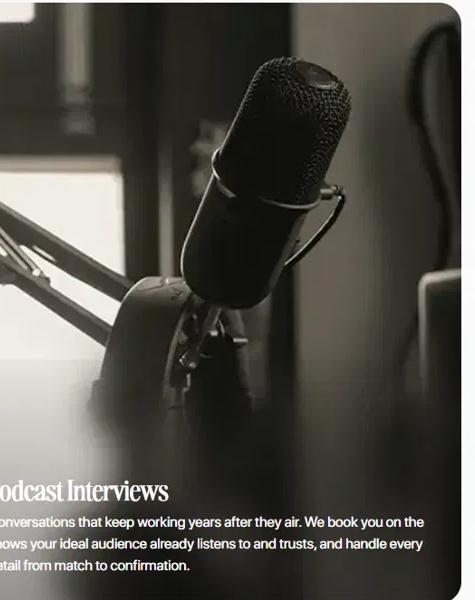 odcast Interviews
onversations that keep working years after they air. We book you on the
hows your ideal audience already listens to and trusts, and handle every
etail from match to confirmation.